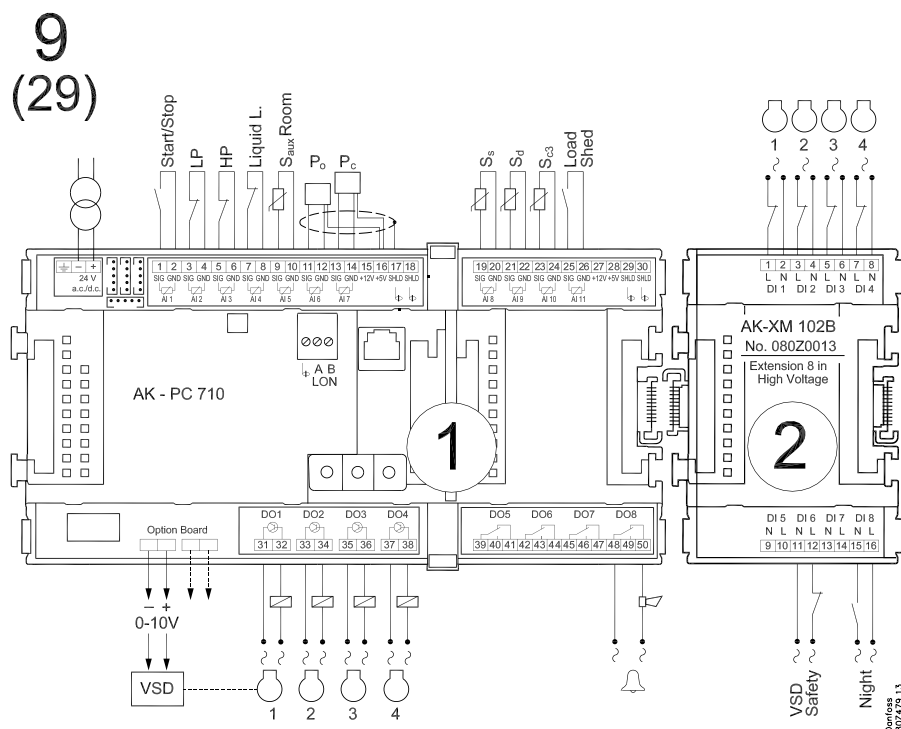 9
(29)
Start/Stop
LP
HP
Liquid L.
Saux Room
Po
Pc
Ss
Sd
Sc3
Load
Shed
1 2 3 4
– +
24 V
a.c./d.c.
1 2 3 4 5 6 7 8 9 10 11 12 13 14 15 16 17 18
SIG GND SIG GND SIG GND SIG GND SIG GND SIG GND SIG GND +12V +5V SHLD SHLD
AI 1 AI 2 AI 3 AI 4 AI 5 AI 6 AI 7
19 20 21 22 23 24 25 26 27 28 29 30
SIG GND SIG GND SIG GND SIG GND +12V +5V SHLD SHLD
AI 8 AI 9 AI 10 AI 11
1 2 3 4 5 6 7 8
L N L N L N L N
DI 1 DI 2 DI 3 DI 4
AK - PC 710
A B
LON
1
AK-XM 102B
No. 080Z0013
Extension 8 in
High Voltage
2
Option Board
DO1 DO2 DO3 DO4
31 32 33 34 35 36 37 38
DO5 DO6 DO7 DO8
39 40 41 42 43 44 45 46 47 48 49 50
DI 5 DI 6 DI 7 DI 8
N L N L N L N L
9 10 11 12 13 14 15 16
– +
0-10V
VSD
1 2 3 4
VSD
Safety
Night
Danfoss
80Z479.13